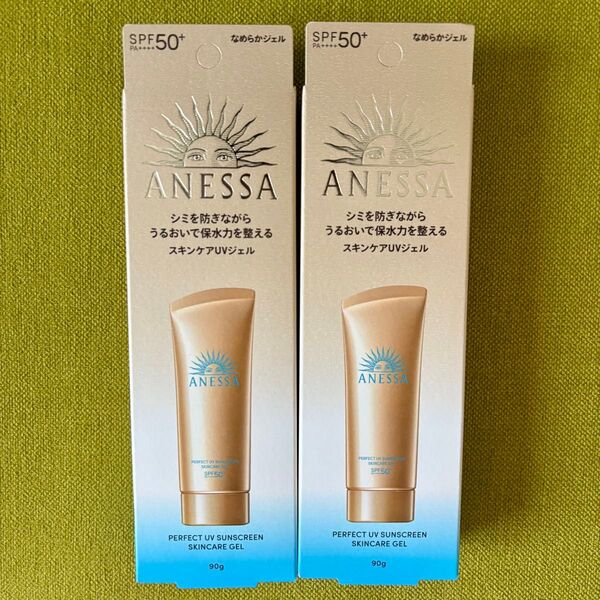 SPF50+
PA++++
なめらかジェル
ANESSA
シミを防ぎながら
うるおいで保水力を整える
スキンケアUVジェル
ANESSA
PERFECT UV SUNSCREEN
SKINCARE GEL
SPF50+
PERFECT UV SUNSCREEN
SKINCARE GEL
90g
SPF50+
PA++++
なめらかジェル
ANESSA
シミを防ぎながら
うるおいで保水力を整える
スキンケアUVジェル
ANESSA
PERFECT UV SUNSCREEN
SKINCARE GEL
SPF50+
PERFECT UV SUNSCREEN
SKINCARE GEL
90g